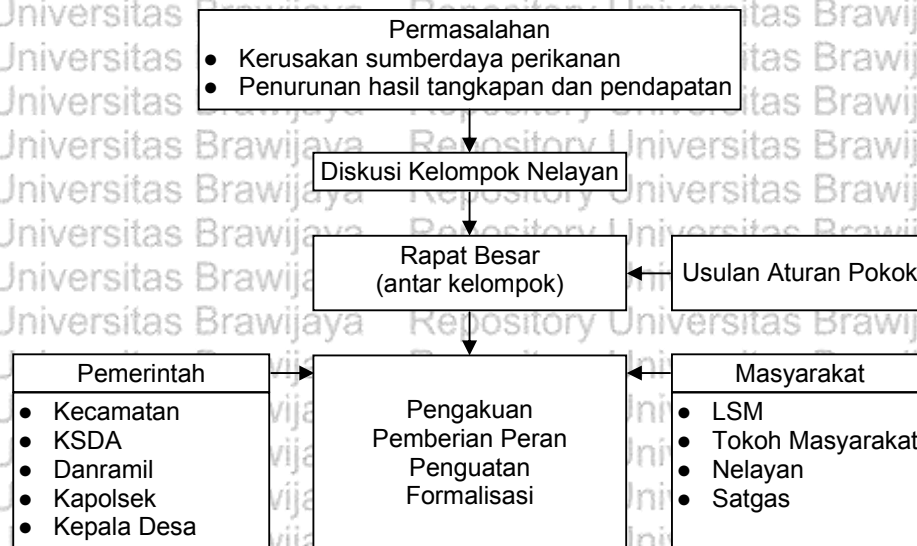 Permasalahan
● Kerusakan sumberdaya perikanan
● Penurunan hasil tangkapan dan pendapatan
Diskusi Kelompok Nelayan
Rapat Besar
(antar kelompok)
Usulan Aturan Pokok
Pemerintah
● Kecamatan
● KSDA
● Danramil
● Kapolsek
● Kepala Desa
Pengakuan
Pemberian Peran
Penguatan
Formalisasi
Masyarakat
● LSM
● Tokoh Masyarakat
● Nelayan
● Satgas